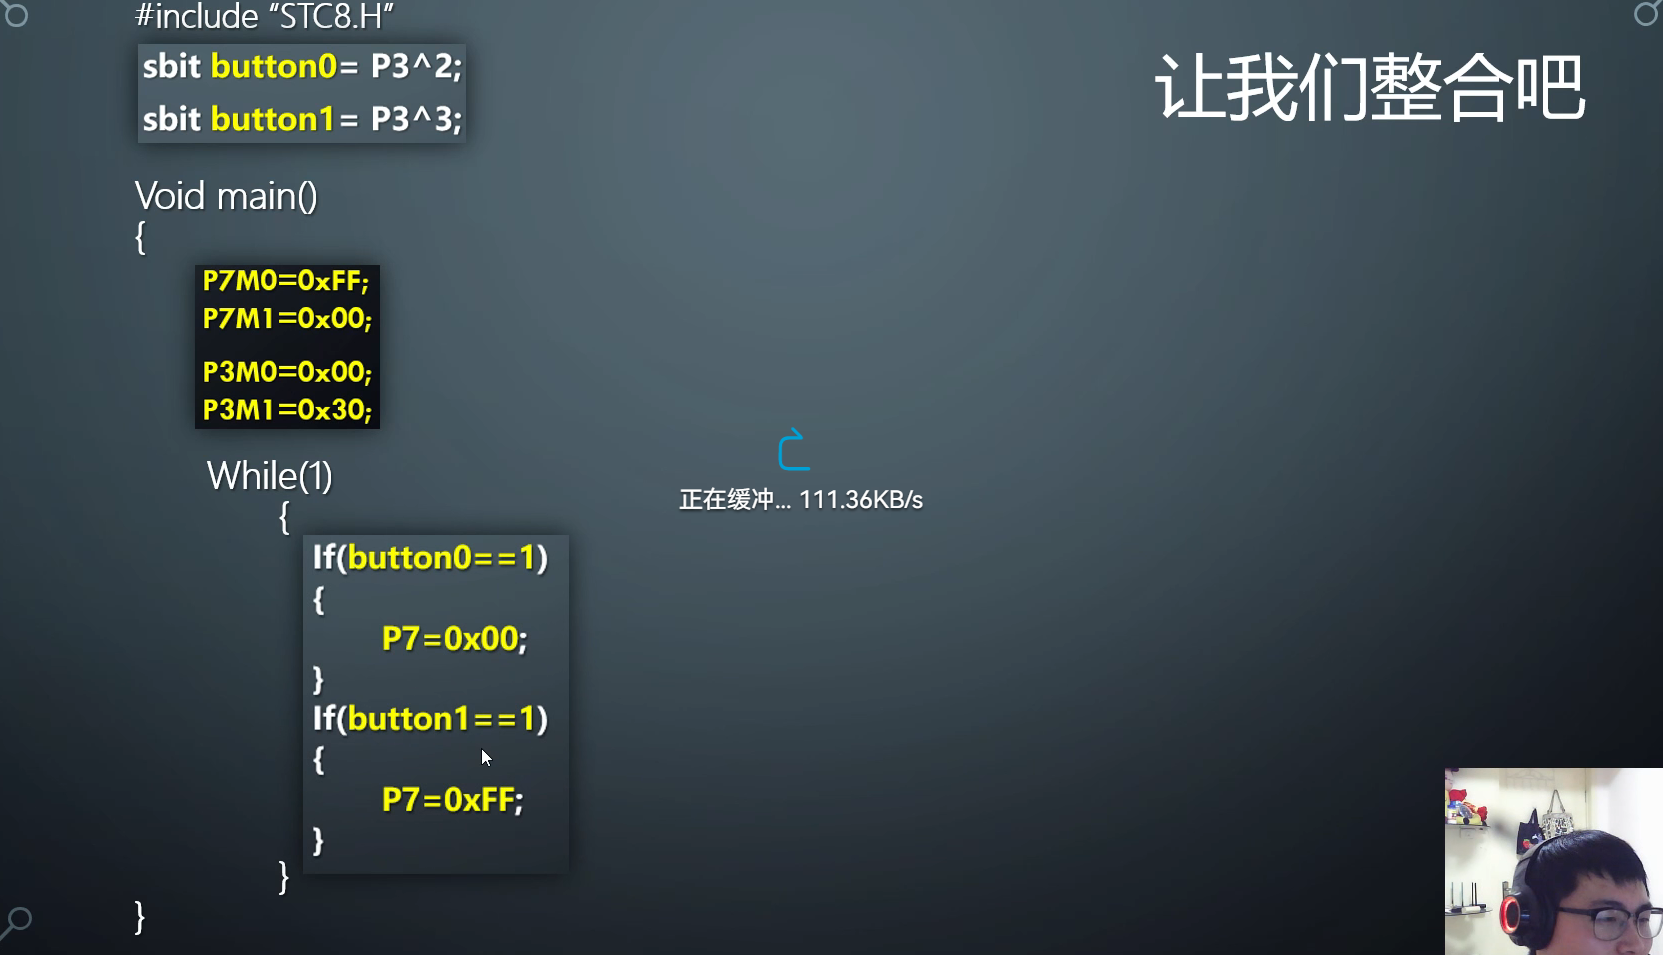 #include “STC8.H”
sbit button0= P3^2;
sbit button1= P3^3;
让我们整合吧
Void main()
{
P7M0=0xFF;
P7M1=0x00;
P3M0=0x00;
P3M1=0x30;
While(1)
{
正在缓冲... 111.36KB/s
If(button0==1)
{
P7=0x00;
}
If(button1==1)
{
P7=0xFF;
}
}
}